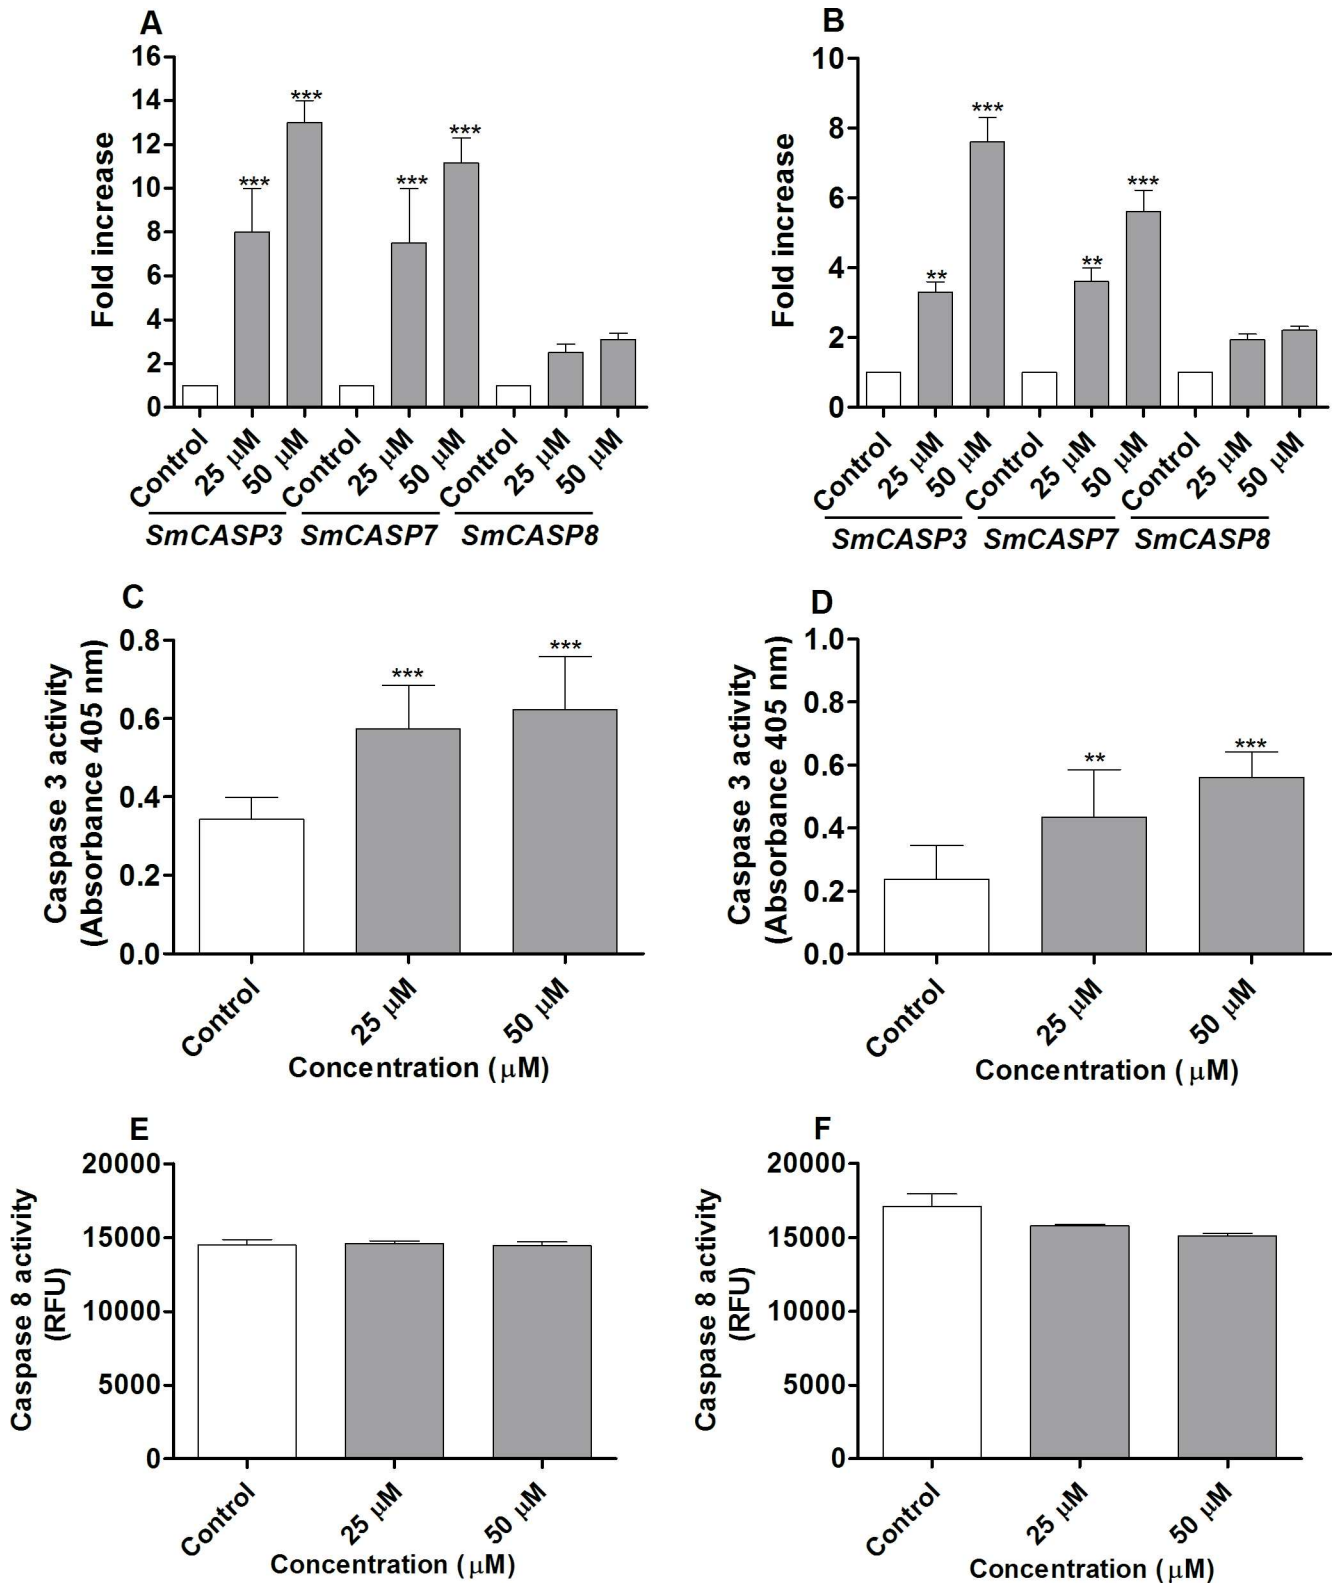 A
Fold increase
16
14
12
10
8
6
4
2
0
***
***
***
***
Control
25 μM
50 μM
Control
25 μM
50 μM
Control
25 μM
50 μM
SmCASP3 SmCASP7 SmCASP8
B
Fold increase
10
8
6
4
2
0
**
***
**
***
Control
25 μM
50 μM
Control
25 μM
50 μM
Control
25 μM
50 μM
SmCASP3 SmCASP7 SmCASP8
C
Caspase 3 activity
(Absorbance 405 nm)
0.8
0.6
0.4
0.2
0.0
***
***
Control
25 μM
50 μM
Concentration (μM)
D
Caspase 3 activity
(Absorbance 405 nm)
1.0
0.8
0.6
0.4
0.2
0.0
**
***
Control
25 μM
50 μM
Concentration (μM)
E
Caspase 8 activity
(RFU)
20000
15000
10000
5000
0
Control
25 μM
50 μM
Concentration (μM)
F
Caspase 8 activity
(RFU)
20000
15000
10000
5000
0
Control
25 μM
50 μM
Concentration (μM)